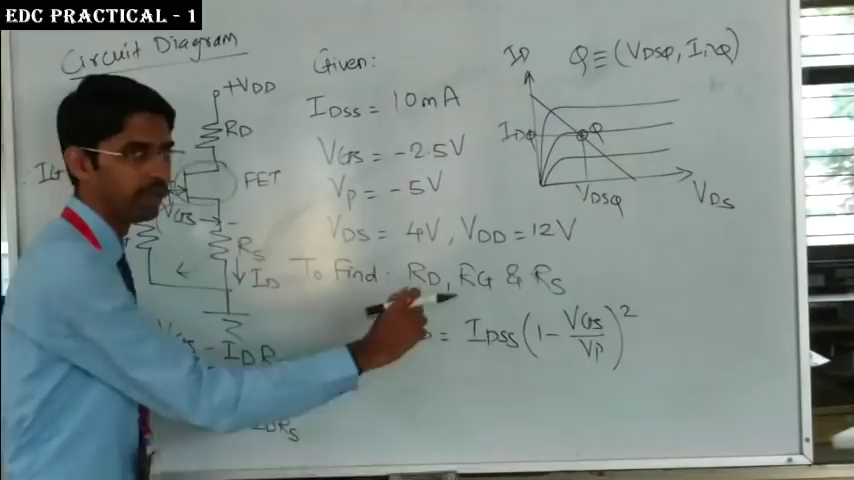 EDC PRACTICAL - 1
Circuit Diagram
+VDD
RD
FET
VGS
-
RS
ID
Given:
IDSS = 10mA
VGS = -2.5V
VP = -5V
VDS = 4V, VDD = 12V
To Find: RD, RG & RS
= IDSS(1 - VGS/VP)²
ID
Q ≡ (VDSQ, IDQ)
Q
VDSQ
VDS
- IDR
IDRS